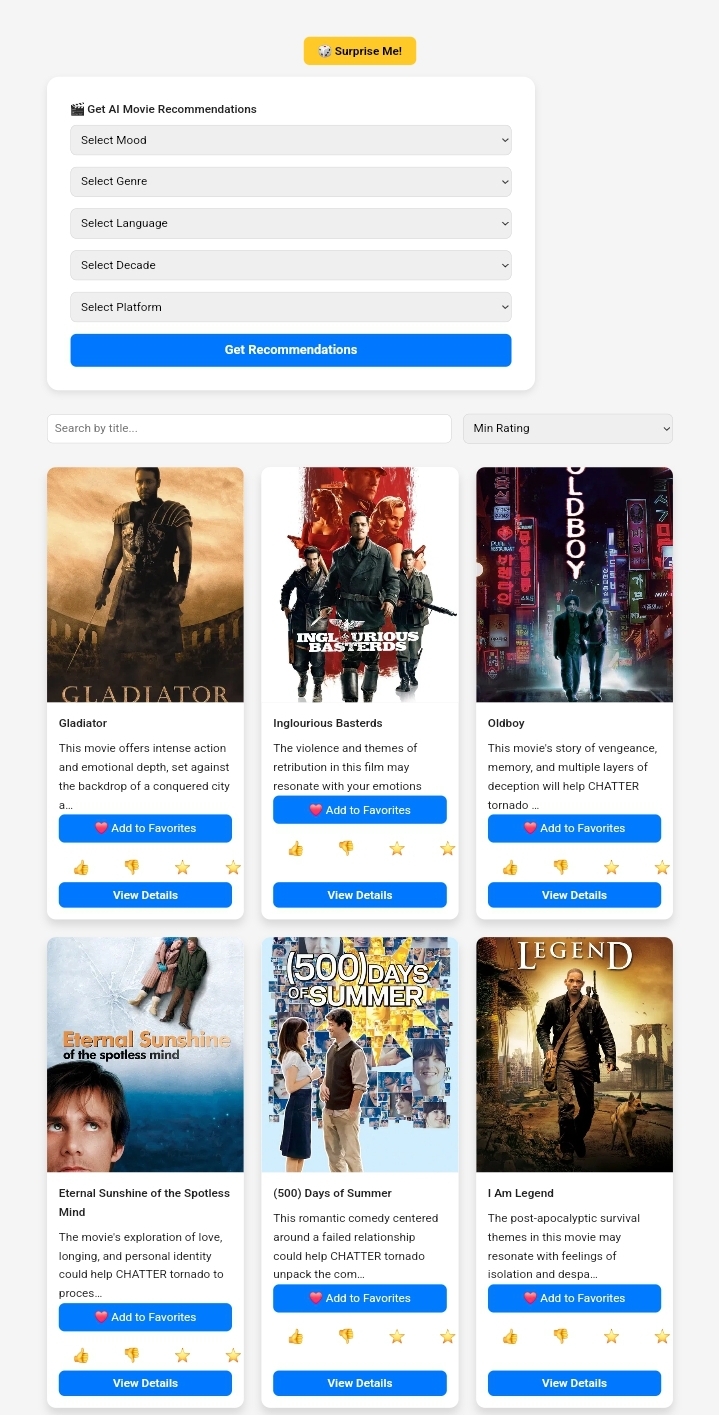 🎲 Surprise Me!
🎬 Get AI Movie Recommendations
Select Mood
Select Genre
Select Language
Select Decade
Select Platform
Get Recommendations
Search by title...
Min Rating
GLADIATOR
INGLOURIOUS
BASTERDS
OLDBOY
Gladiator
This movie offers intense action
and emotional depth, set against
the backdrop of a conquered city
a...
❤️ Add to Favorites
👍 👎 ⭐ ⭐
View Details
Inglourious Basterds
The violence and themes of
retribution in this film may
resonate with your emotions
❤️ Add to Favorites
👍 👎 ⭐ ⭐
View Details
Oldboy
This movie's story of vengeance,
memory, and multiple layers of
deception will help CHATTER
tornado ...
❤️ Add to Favorites
👍 👎 ⭐ ⭐
View Details
Eternal Sunshine
of the spotless mind
(500) DAYS
OF SUMMER
LEGEND
Eternal Sunshine of the Spotless
Mind
The movie's exploration of love,
longing, and personal identity
could help CHATTER tornado to
proces...
❤️ Add to Favorites
👍 👎 ⭐ ⭐
View Details
(500) Days of Summer
This romantic comedy centered
around a failed relationship
could help CHATTER tornado
unpack the com...
❤️ Add to Favorites
👍 👎 ⭐ ⭐
View Details
I Am Legend
The post-apocalyptic survival
themes in this movie may
resonate with feelings of
isolation and despa...
❤️ Add to Favorites
👍 👎 ⭐ ⭐
View Details